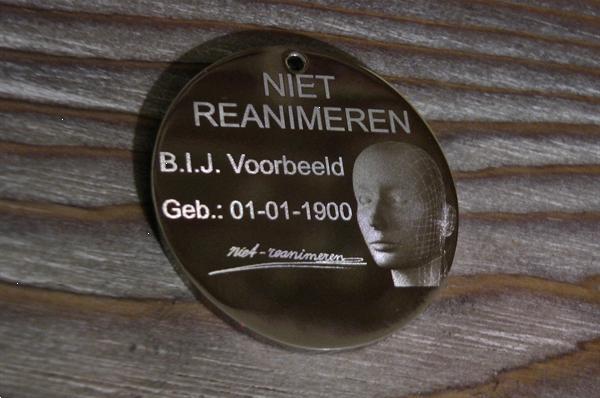 NIET
REANIMEREN
B.I.J. Voorbeeld
Geb.: 01-01-1900
niet-reanimeren